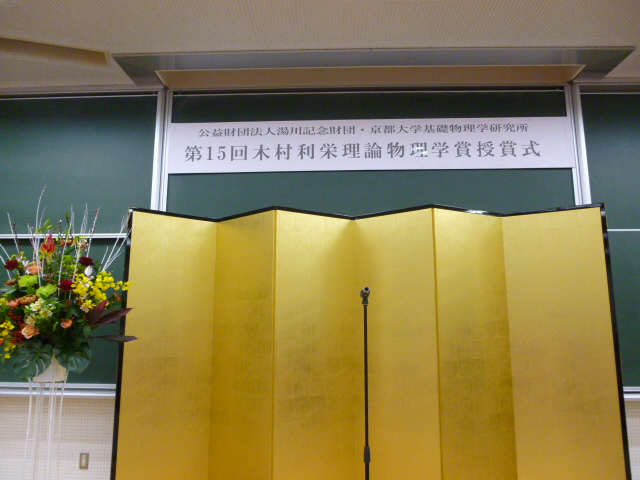 公益財団法人湯川記念財団・京都大学基礎物理学研究所
第15回木村利栄理論物理学賞授賞式